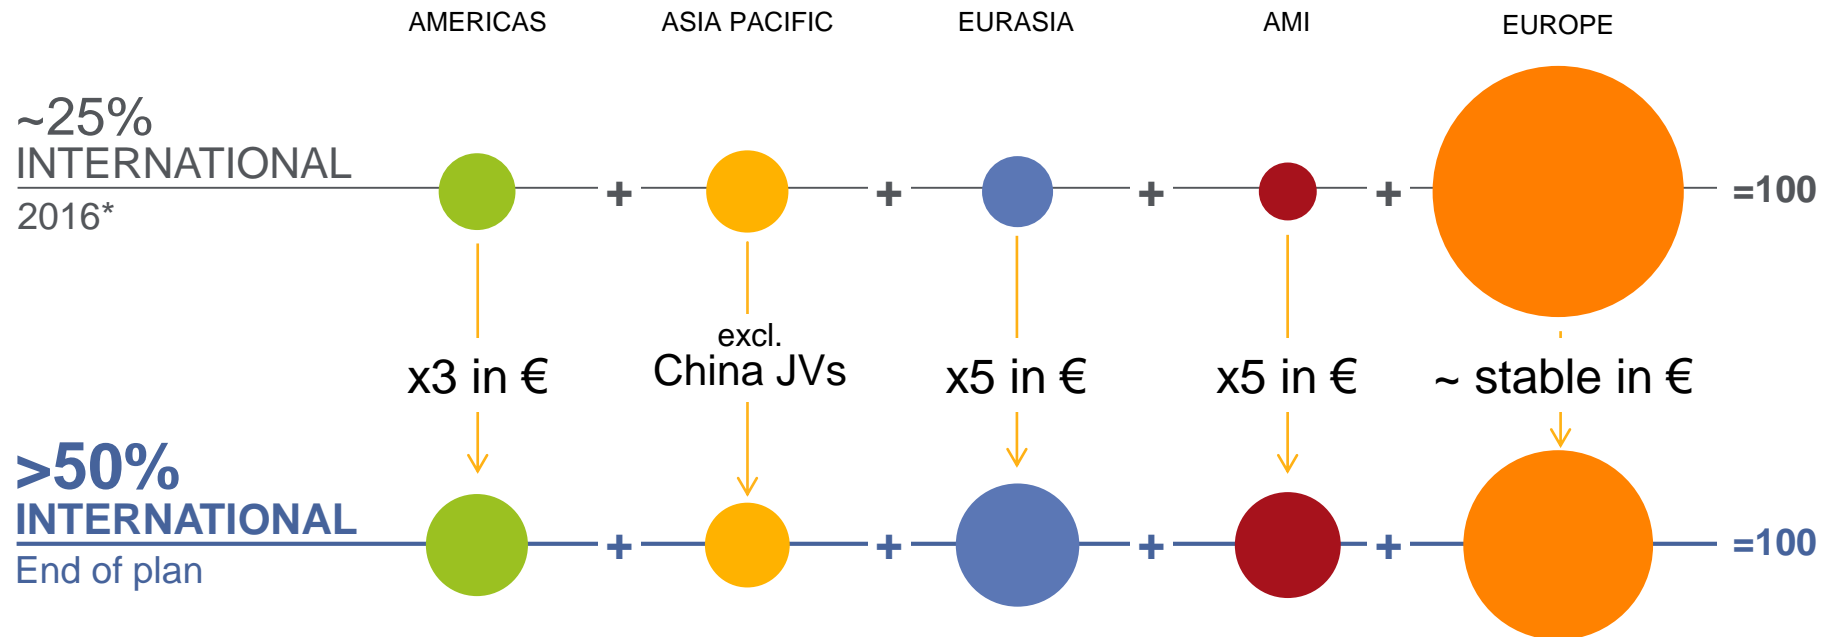 AMERICAS
ASIA PACIFIC
EURASIA
AMI
EUROPE
~25%
INTERNATIONAL
2016*
+
+
+
+
=100
x3 in €
excl.
China JVs
x5 in €
x5 in €
~ stable in €
>50%
INTERNATIONAL
End of plan
+
+
+
+
=100